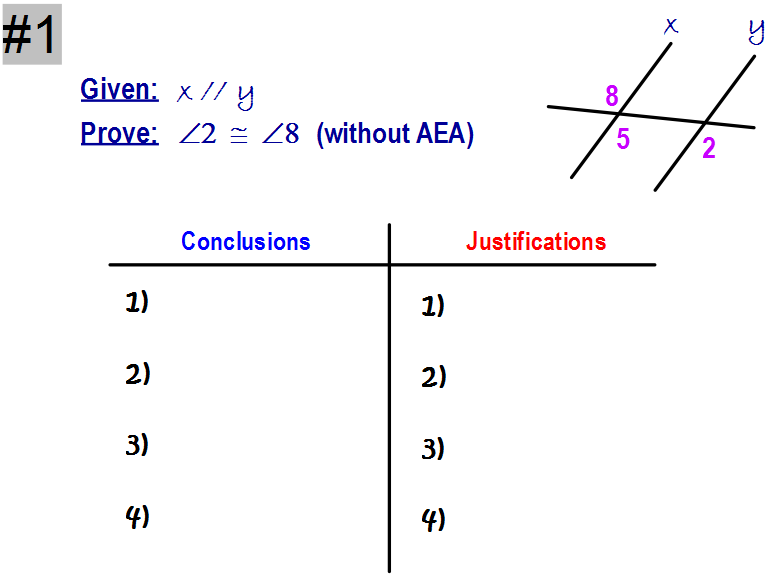 #1
x y
Given: x // y
Prove: ∠2 ≅ ∠8 (without AEA)
8
5
2
Conclusions Justifications
1) 1)
2) 2)
3) 3)
4) 4)